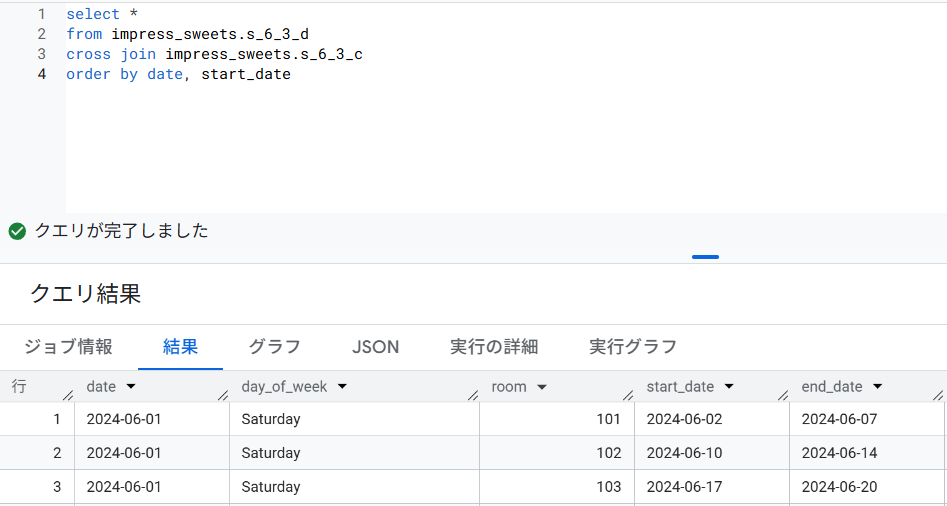 1 select *
2 from impress_sweets.s_6_3_d
3 cross join impress_sweets.s_6_3_c
4 order by date, start_date
クエリが完了しました
クエリ結果
ジョブ情報 結果 グラフ JSON 実行の詳細 実行グラフ
行 date day_of_week room start_date end_date
1 2024-06-01 Saturday 101 2024-06-02 2024-06-07
2 2024-06-01 Saturday 102 2024-06-10 2024-06-14
3 2024-06-01 Saturday 103 2024-06-17 2024-06-20